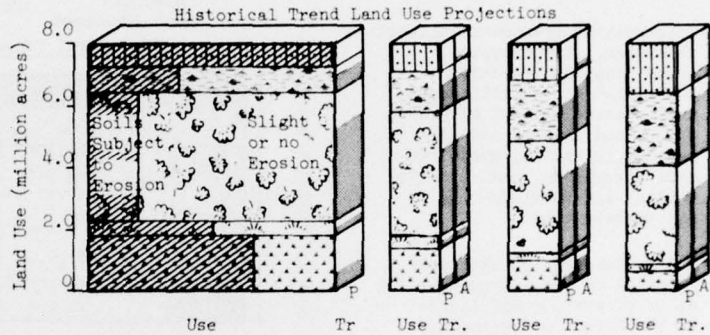 Historical Trend Land Use Projections
8.0
6.0
4.0
2.0
0
Land Use (million acres)
Soils
Subject
to
Erosion
Slight
or no
Erosion
P
P A
P A
P A
Use Tr
Use Tr.
Use Tr.
Use Tr.